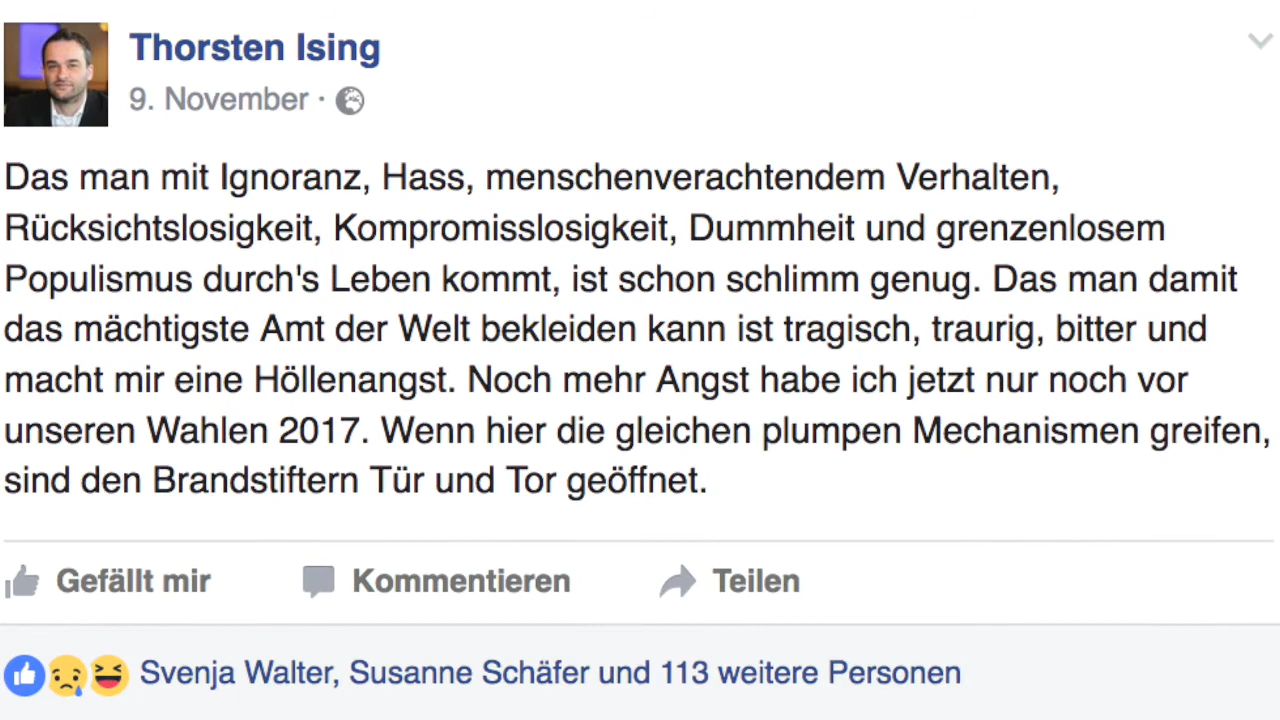 Thorsten Ising
9. November ·
Das man mit Ignoranz, Hass, menschenverachtendem Verhalten,
Rücksichtslosigkeit, Kompromisslosigkeit, Dummheit und grenzenlosem
Populismus durch's Leben kommt, ist schon schlimm genug. Das man damit
das mächtigste Amt der Welt bekleiden kann ist tragisch, traurig, bitter und
macht mir eine Höllenangst. Noch mehr Angst habe ich jetzt nur noch vor
unseren Wahlen 2017. Wenn hier die gleichen plumpen Mechanismen greifen,
sind den Brandstiftern Tür und Tor geöffnet.
Gefällt mir Kommentieren Teilen
Svenja Walter, Susanne Schäfer und 113 weitere Personen